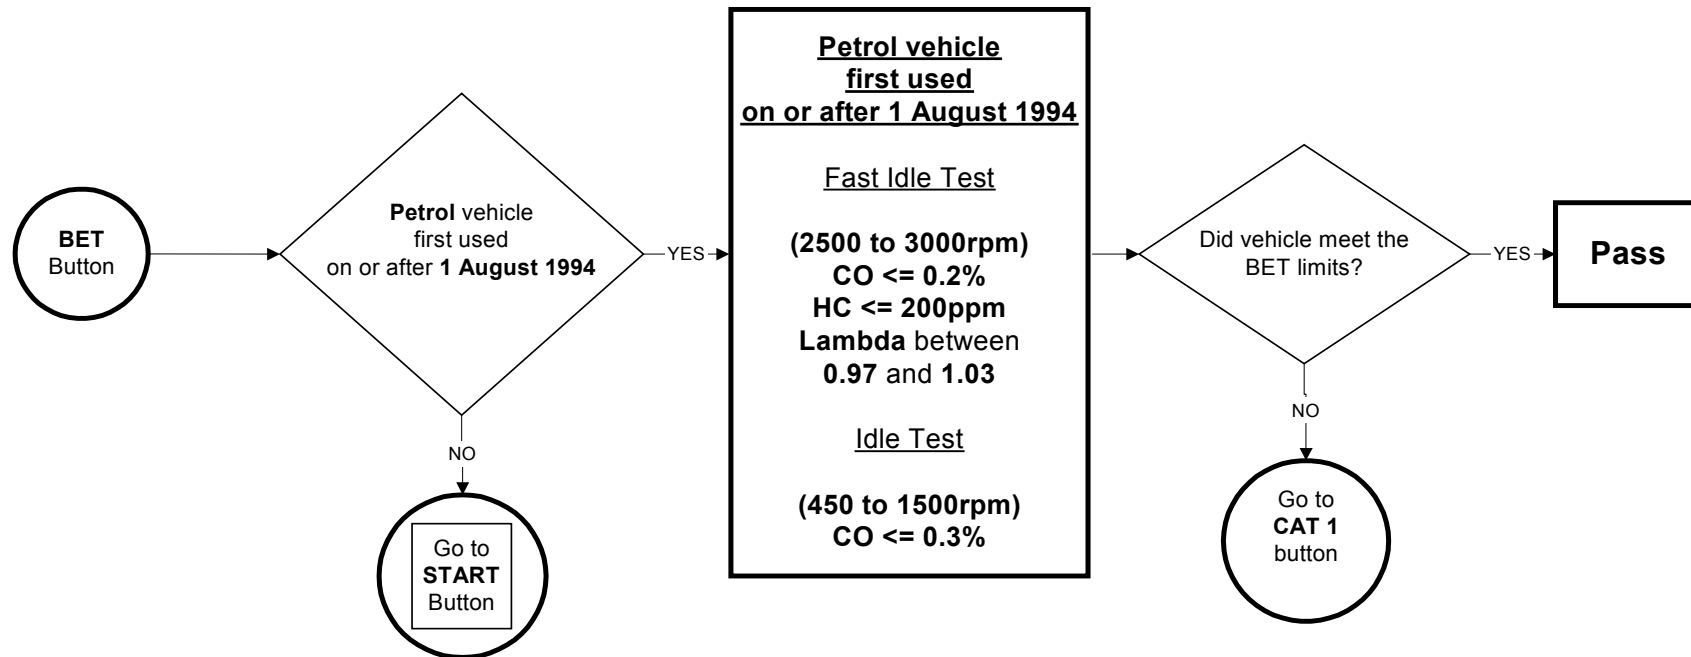 BET
Button
Petrol vehicle
first used
on or after 1 August 1994
YES
NO
Go to
START
Button
Petrol vehicle
first used
on or after 1 August 1994
Fast Idle Test
(2500 to 3000rpm)
CO <= 0.2%
HC <= 200ppm
Lambda between
0.97 and 1.03
Idle Test
(450 to 1500rpm)
CO <= 0.3%
Did vehicle meet the
BET limits?
YES
Pass
NO
Go to
CAT 1
button